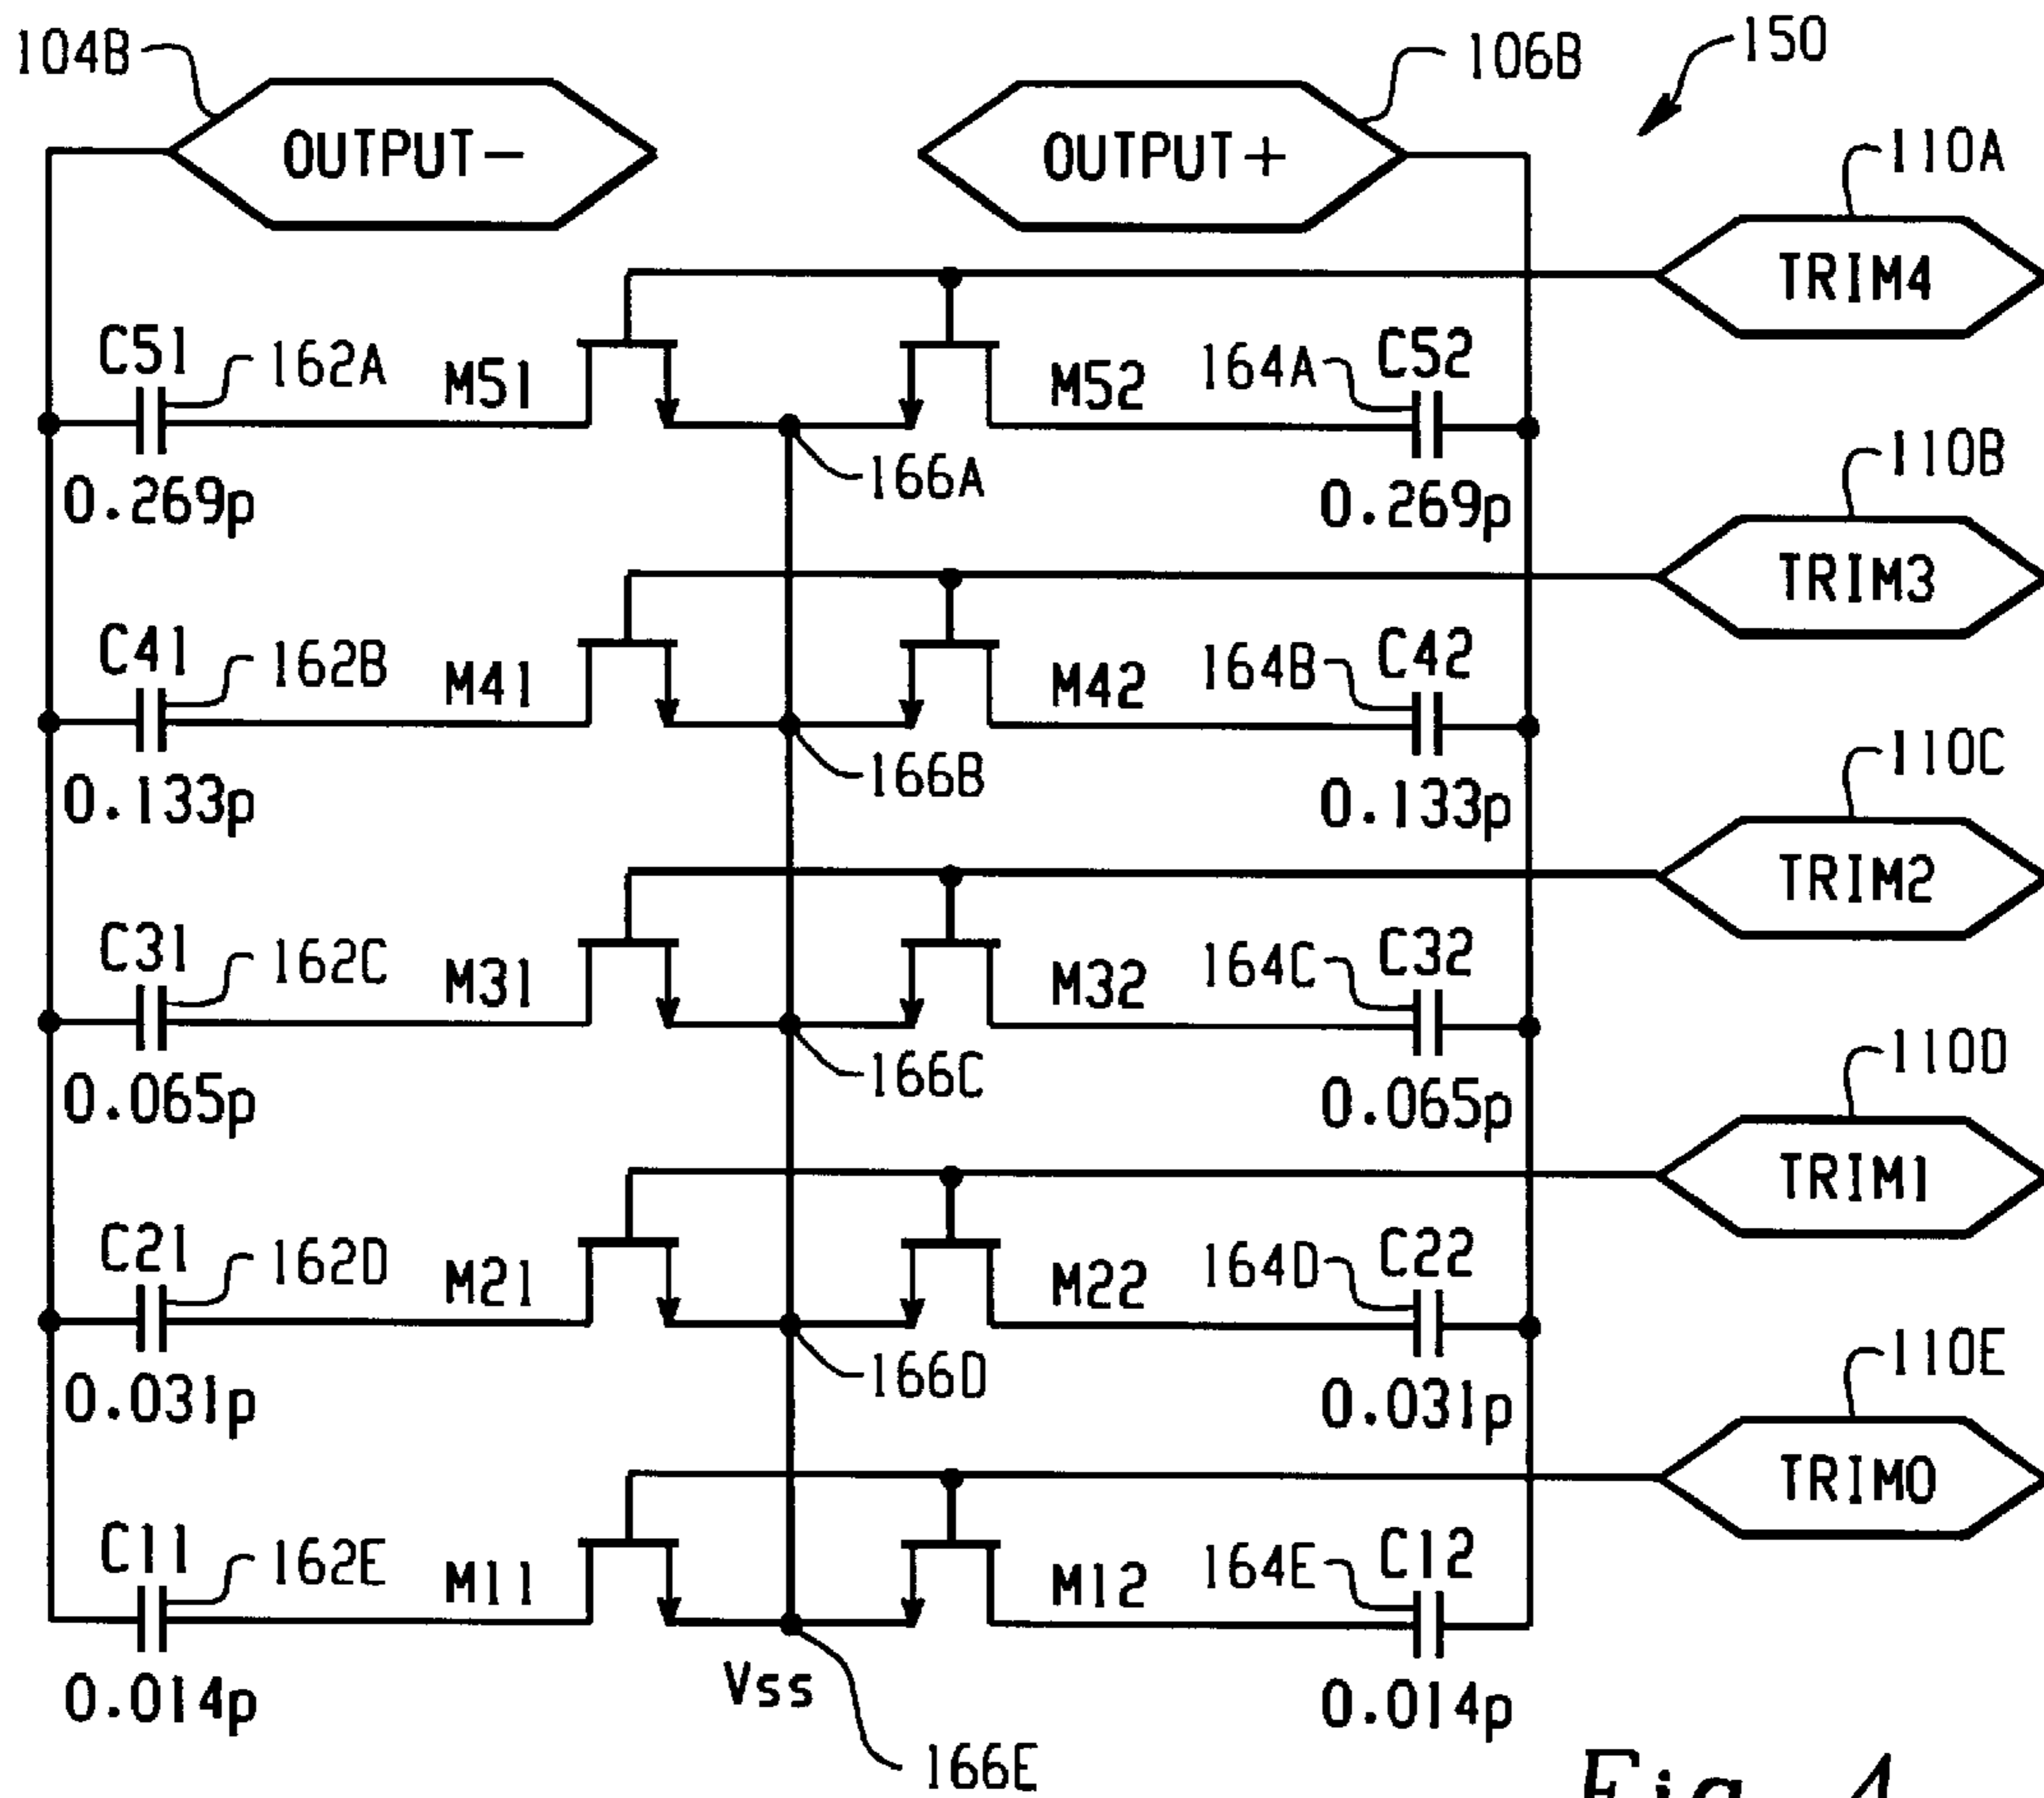 104B
106B
150
OUTPUT-
OUTPUT+
110A
TRIM4
C51
162A
M51
M52
164A
C52
0.269p
166A
0.269p
110B
TRIM3
C41
162B
M41
M42
164B
C42
0.133p
166B
0.133p
110C
TRIM2
C31
162C
M31
M32
164C
C32
0.065p
166C
0.065p
110D
TRIM1
C21
162D
M21
M22
164D
C22
0.031p
166D
0.031p
110E
TRIM0
C11
162E
M11
M12
164E
C12
0.014p
Vss
0.014p
166E
Fig. 4